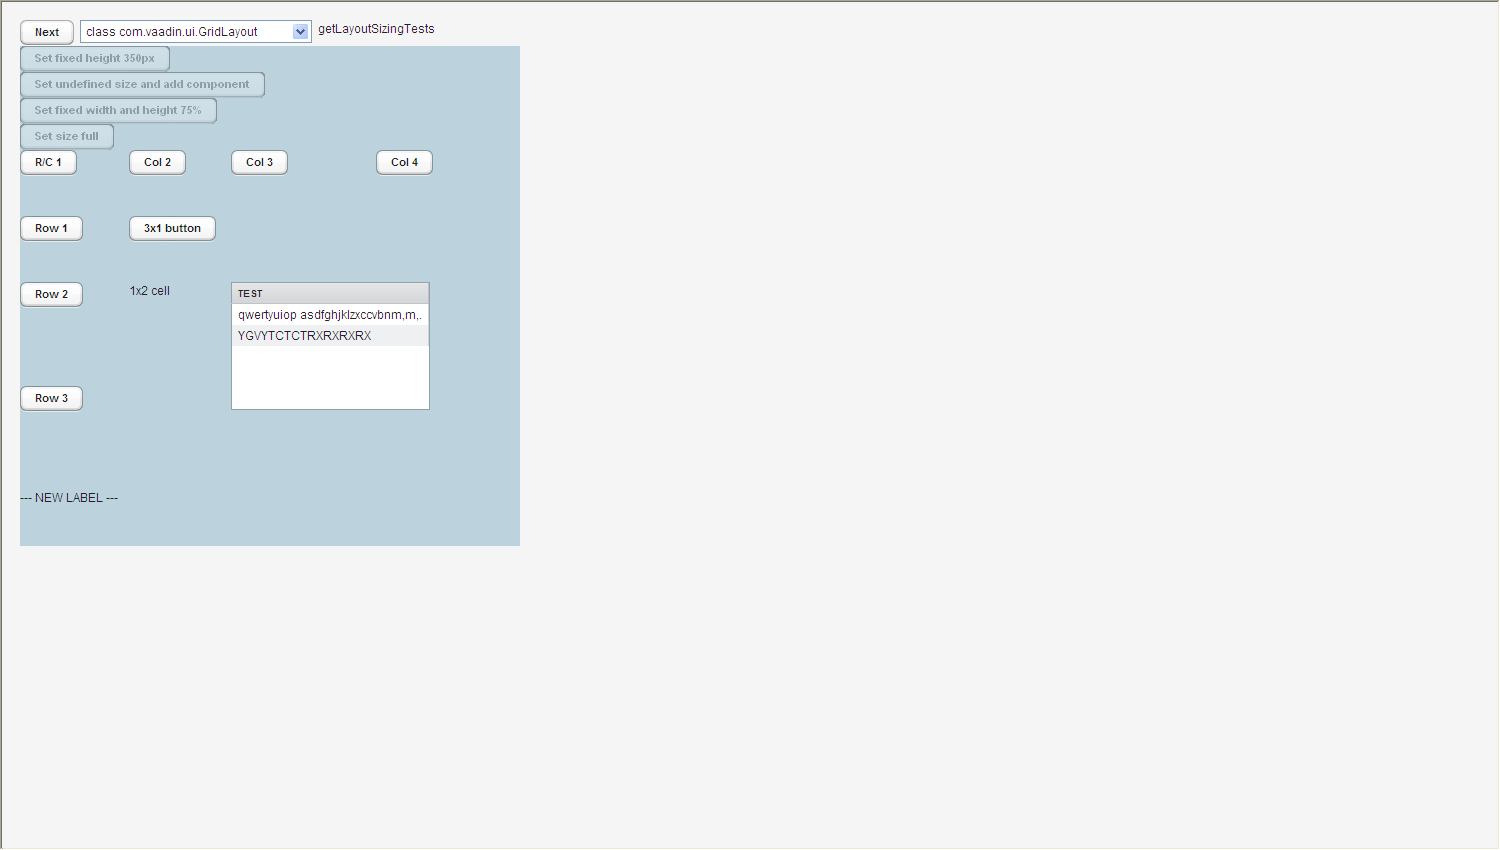 Next class com.vaadin.ui.GridLayout getLayoutSizingTests
Set fixed height 350px
Set undefined size and add component
Set fixed width and height 75%
Set size full
R/C 1 Col 2 Col 3 Col 4
Row 1 3x1 button
Row 2 1x2 cell TEST
qwertyuiop asdfghjklzxccvbnm,m,.
YGVYTCTCTRXRXRXRX
Row 3
--- NEW LABEL ---